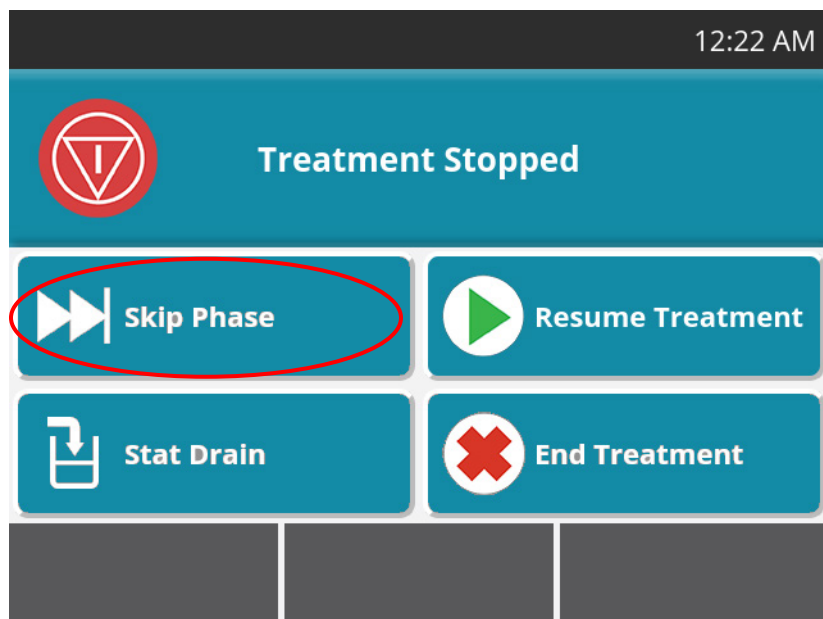 12:22 AM
Treatment Stopped
Skip Phase
Resume Treatment
Stat Drain
End Treatment